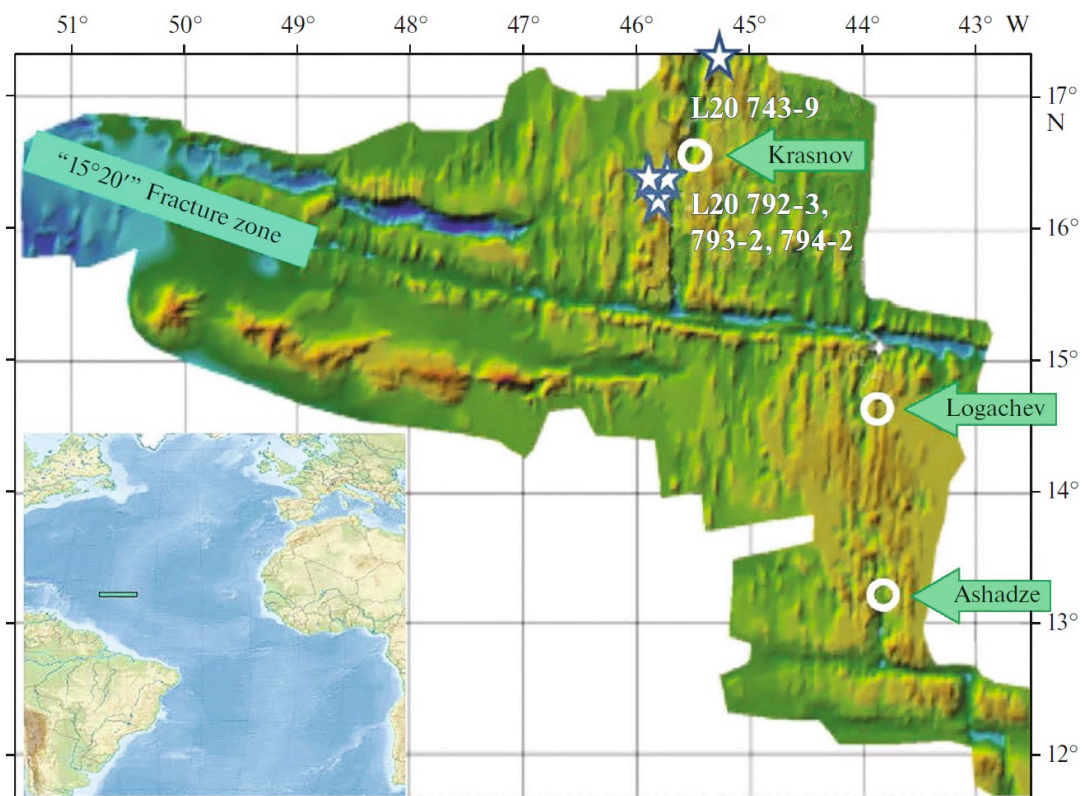 51° 50° 49° 48° 47° 46° 45° 44° 43° W
17°
N
L20 743-9
Krasnov
“15°20′” Fracture zone
L20 792-3,
793-2, 794-2
16°
15°
Logachev
14°
Ashadze
13°
12°